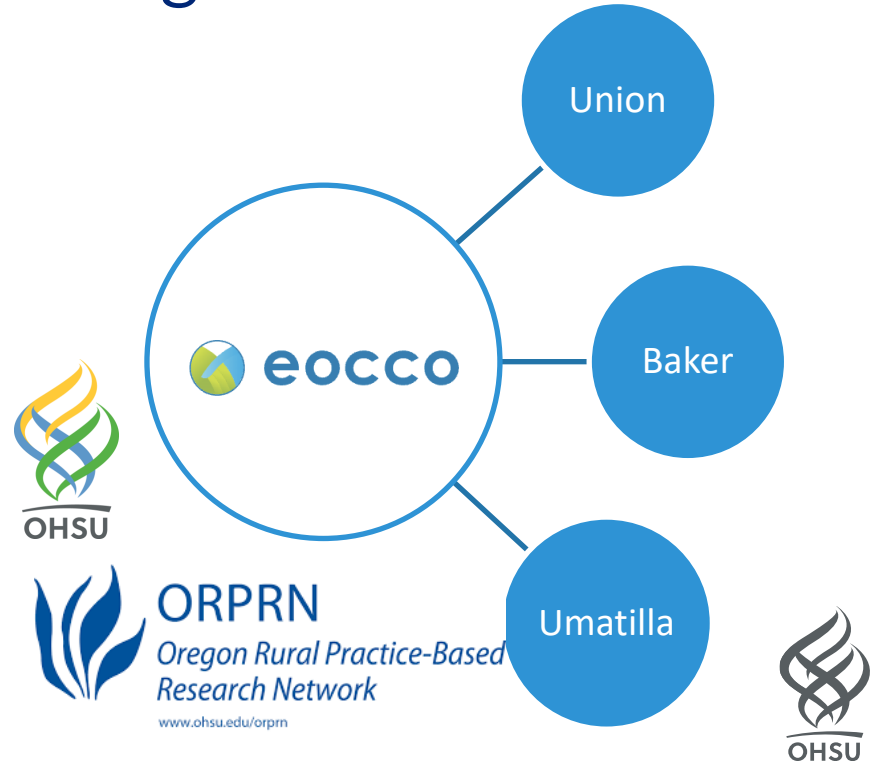 Union
eocco
Baker
OHSU
ORPRN
Oregon Rural Practice-Based
Research Network
www.ohsu.edu/orprn
Umatilla
OHSU